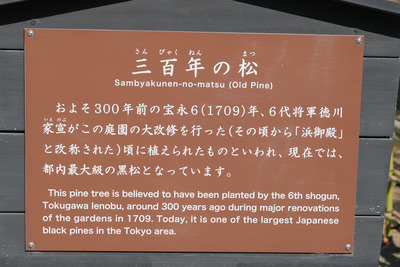 さん びゃく ねん まつ
三百年の松
Sambyakunen-no-matsu (Old Pine)
およそ300年前の宝永6(1709)年、6代将軍徳川
いえ のぶ
家宣がこの庭園の大改修を行った(その頃から「浜御殿」
と改称された)頃に植えられたものといわれ、現在では、
都内最大級の黒松となっています。
This pine tree is believed to have been planted by the 6th shogun,
Tokugawa Ienobu, around 300 years ago during major renovations
of the gardens in 1709. Today, it is one of the largest Japanese
black pines in the Tokyo area.